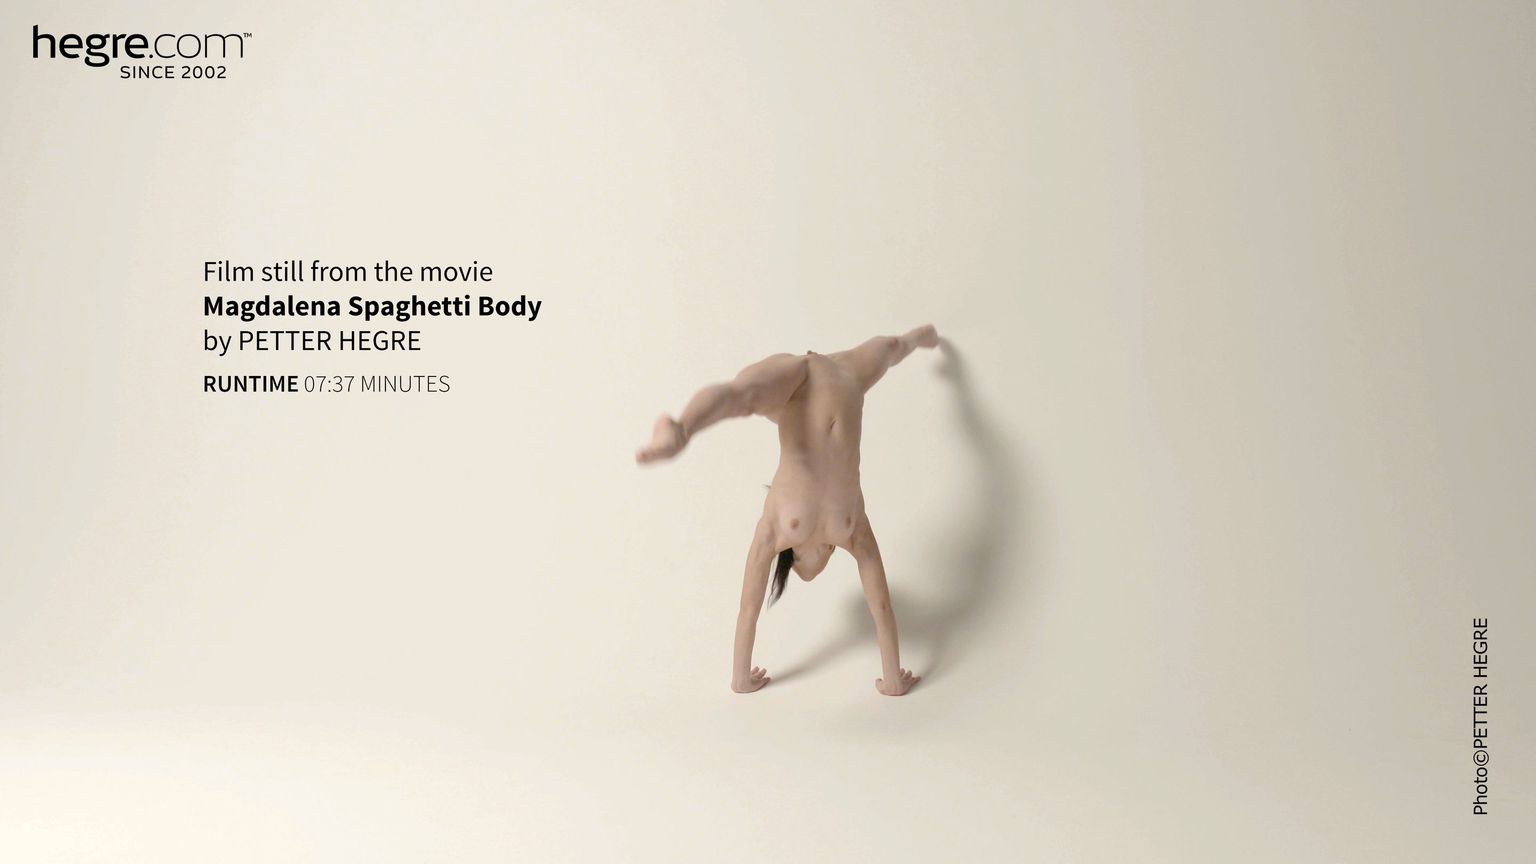 hegre.com™
SINCE 2002
Film still from the movie
Magdalena Spaghetti Body
by PETTER HEGRE
RUNTIME 07:37 MINUTES
Photo©PETTER HEGRE